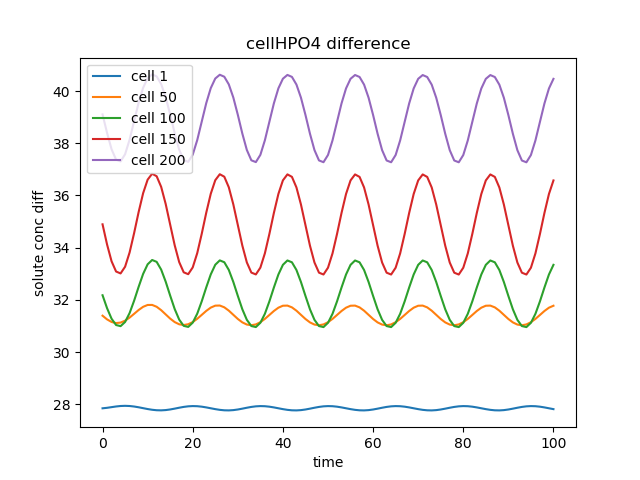 cellHPO4 difference
cell 1
cell 50
cell 100
cell 150
cell 200
solute conc diff
40
38
36
34
32
30
28
0 20 40 60 80 100
time